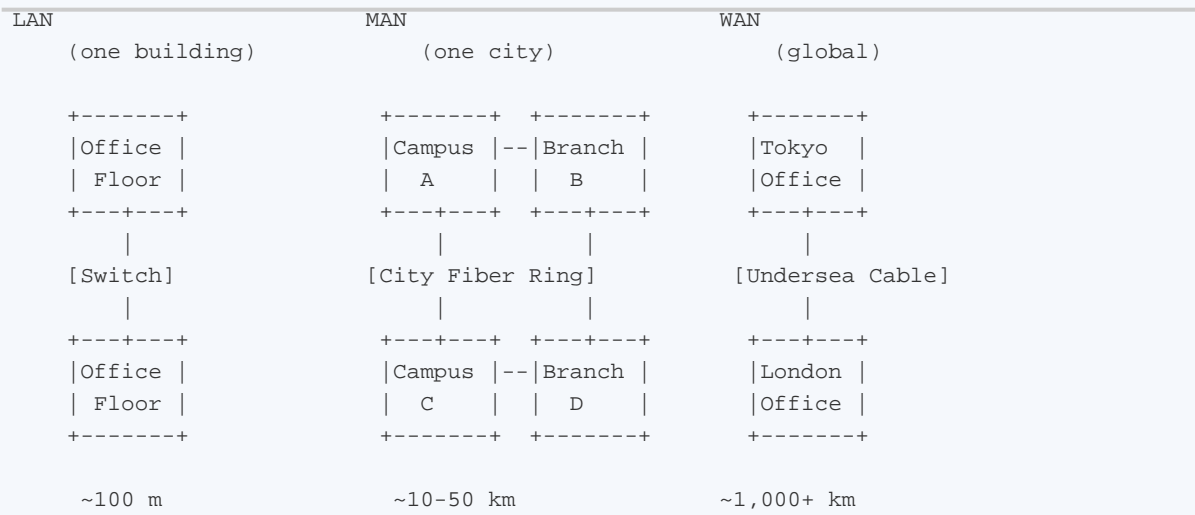 LAN                         MAN                        WAN
    (one building)             (one city)                 (global)

    +-------+               +-------+  +-------+        +-------+
    |Office |               |Campus |--|Branch |        |Tokyo  |
    | Floor |               |  A    |  |  B    |        |Office |
    +---+---+               +---+---+  +---+---+        +---+---+
        |                       |          |                |
    [Switch]               [City Fiber Ring]           [Undersea Cable]
        |                       |          |                |
    +---+---+               +---+---+  +---+---+        +---+---+
    |Office |               |Campus |--|Branch |        |London |
    | Floor |               |  C    |  |  D    |        |Office |
    +-------+               +-------+  +-------+        +-------+

     ~100 m                  ~10-50 km                ~1,000+ km